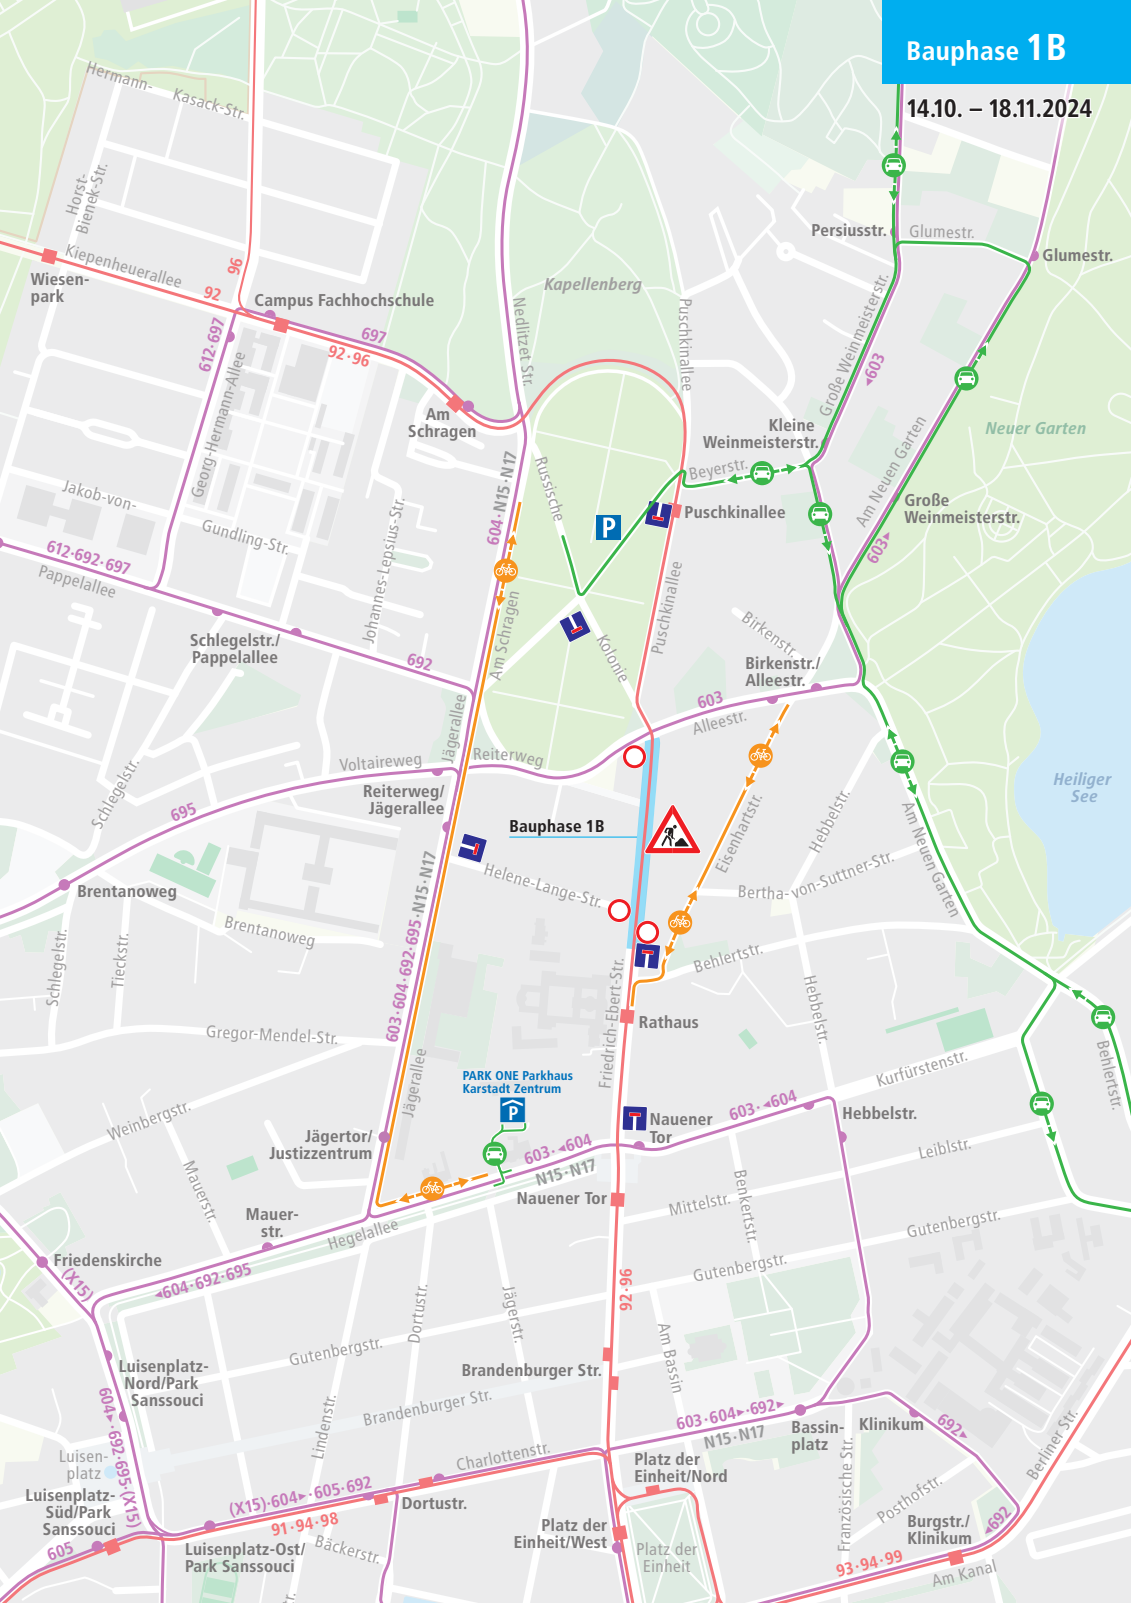 Bauphase 1B
14.10. – 18.11.2024
Hermann-
Kasack-Str.
Horst-
Bienek-Str.
Wiesen-
park
Kiepenheuerallee
92
96
Campus Fachhochschule
697
92·96
612·697
Georg-Hermann-Allee
Am
Schragen
Nedlitzer Str.
Kapellenberg
Puschkinallee
Persiusstr.
Glumestr.
Glumestr.
Große Weinmeisterstr.
◂603
Kleine
Weinmeisterstr.
Neuer Garten
Am Neuen Garten
Große
Weinmeisterstr.
603▸
Beyerstr.
Puschkinallee
P
Russische
Kolonie
Puschkinallee
604·N15·N17
Am Schragen
Jakob-von-
Gundling-Str.
Johannes-Lepsius-Str.
612·692·697
Pappelallee
Schlegelstr./
Pappelallee
692
Birkenstr.
Birkenstr./
Alleestr.
603
Alleestr.
Jägerallee
Reiterweg
Voltaireweg
Reiterweg/
Jägerallee
695
Schlegelstr.
Heiliger
See
Bauphase 1B
Eisenhartstr.
Hebbelstr.
Am Neuen Garten
Bertha-von-Suttner-Str.
Helene-Lange-Str.
Brentanoweg
Brentanoweg
Schlegelstr.
Tieckstr.
603·604·692·695·N15·N17
Behlertstr.
Hebbelstr.
Friedrich-Ebert-Str.
Rathaus
Gregor-Mendel-Str.
Jägerallee
PARK ONE Parkhaus
Karstadt Zentrum
P
Kurfürstenstr.
Behlertstr.
Weinbergstr.
Jägertor/
Justizzentrum
Nauener
Tor
603·◂604
Hebbelstr.
603·◂604
N15·N17
Leiblstr.
Mauerstr.
Mauer-
str.
Hegelallee
Nauener Tor
Mittelstr.
Benkertstr.
Gutenbergstr.
Friedenskirche
(X15)
◂604·692·695
Gutenbergstr.
92·96
Dortustr.
Jägerstr.
Gutenbergstr.
Am Bassin
Luisenplatz-
Nord/Park
Sanssouci
Brandenburger Str.
Brandenburger Str.
Lindenstr.
604▸·692·695·(X15)
Luisen-
platz
Charlottenstr.
603·604▸·692▸
N15·N17
Bassin-
platz
Klinikum
692▸
Berliner Str.
Platz der
Einheit/Nord
Französische Str.
Posthofstr.
Luisenplatz-
Süd/Park
Sanssouci
605
(X15)·604▸·605·692
91·94·98
Dortustr.
Luisenplatz-Ost/
Park Sanssouci
Bäckerstr.
Platz der
Einheit/West
Platz der
Einheit
Burgstr./
Klinikum
◂692
93·94·99
Am Kanal
tr.